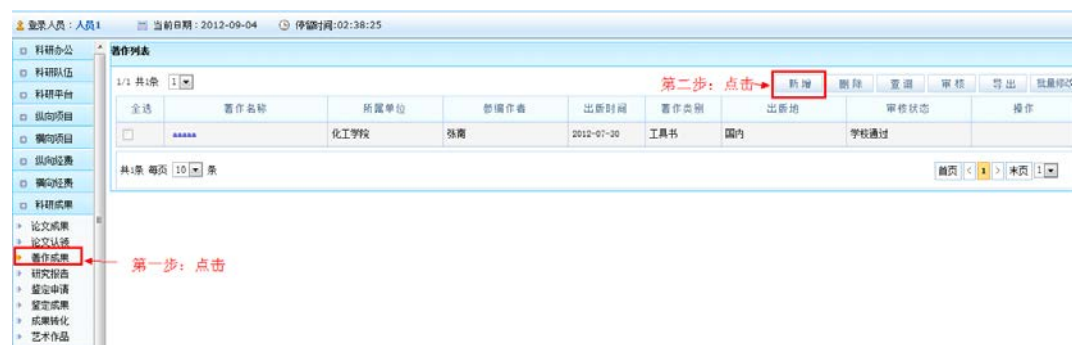 登录人员：人员1 当前日期：2012-09-04 停留时间:02:38:25
科研办公
著作列表
科研队伍
1/1 共1条 1
第二步：点击
新增 删除 查询 审核 导出 批量修改
科研平台
全选 著作名称 所属单位 参编作者 出版时间 著作类别 出版地 审核状态 操作
纵向项目
横向项目
aaaaa 化工学院 张南 2012-07-20 工具书 国内 学校通过
纵向经费
共1条 每页 10 条
首页 < 1 > 末页 1
横向经费
科研成果
论文成果
论文认领
著作成果
第一步：点击
研究报告
鉴定申请
鉴定成果
成果转化
艺术作品